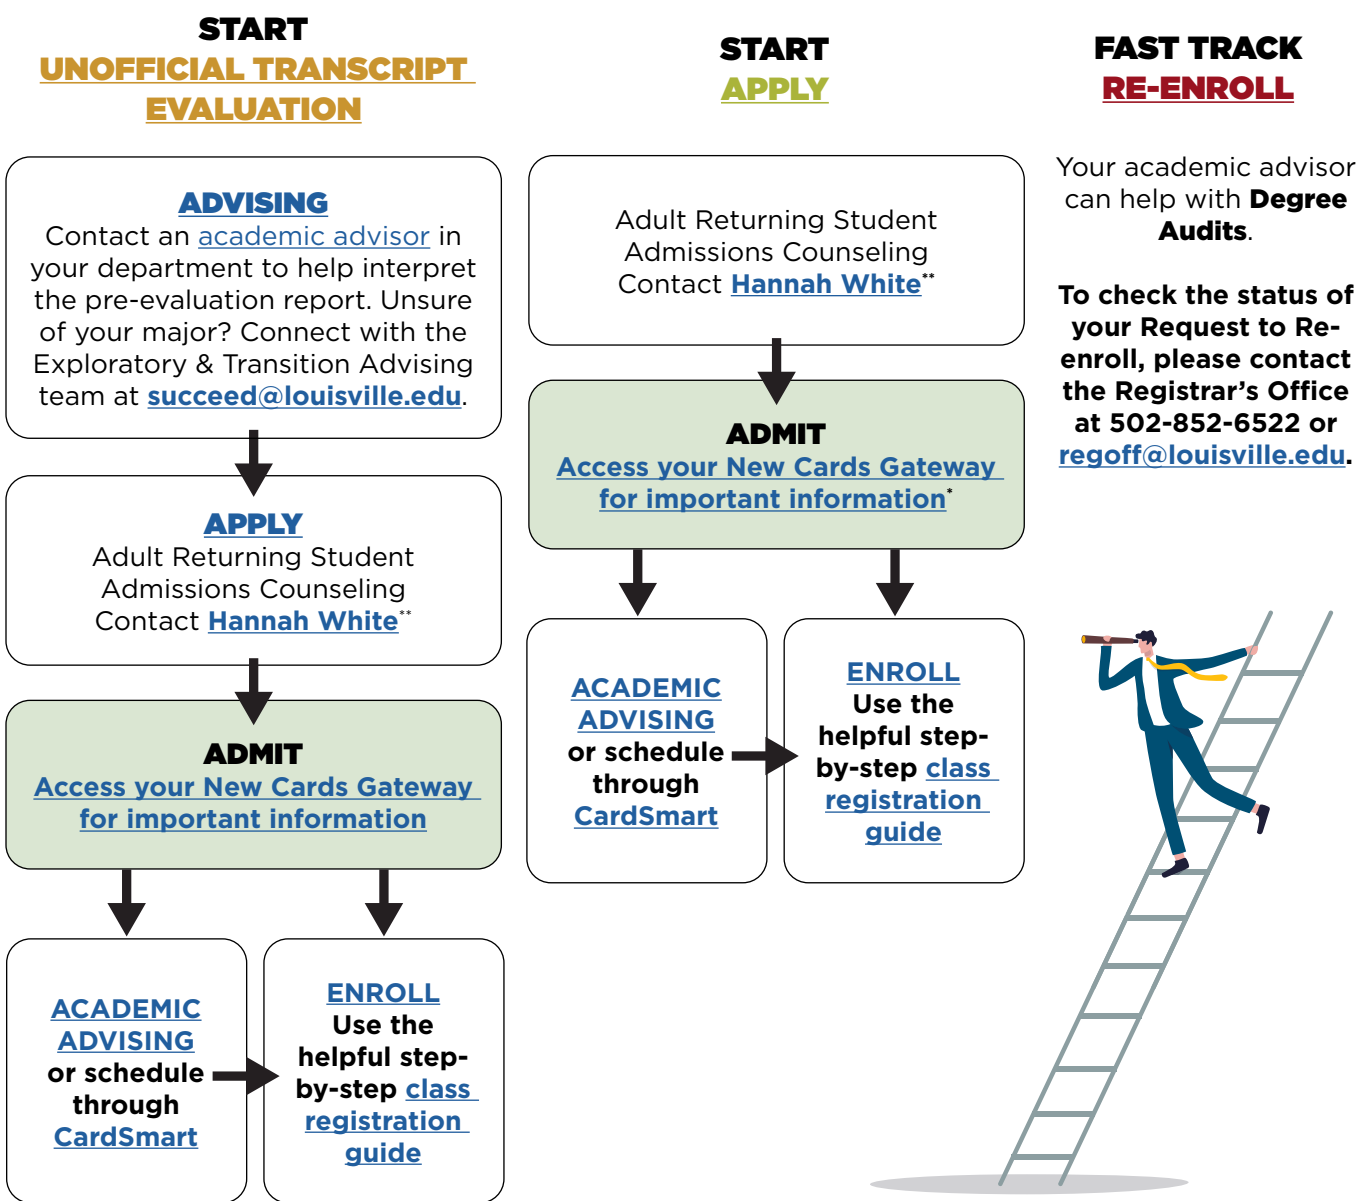 START
UNOFFICIAL TRANSCRIPT
EVALUATION
ADVISING
Contact an academic advisor in
your department to help interpret
the pre-evaluation report. Unsure
of your major? Connect with the
Exploratory & Transition Advising
team at succeed@louisville.edu.
APPLY
Adult Returning Student
Admissions Counseling
Contact Hannah White**
ADMIT
Access your New Cards Gateway
for important information
ACADEMIC
ADVISING
or schedule
through
CardSmart
ENROLL
Use the
helpful step-
by-step class
registration
guide
START
APPLY
Adult Returning Student
Admissions Counseling
Contact Hannah White**
ADMIT
Access your New Cards Gateway
for important information*
ACADEMIC
ADVISING
or schedule
through
CardSmart
ENROLL
Use the
helpful step-
by-step class
registration
guide
FAST TRACK
RE-ENROLL
Your academic advisor
can help with Degree
Audits.
To check the status of
your Request to Re-
enroll, please contact
the Registrar’s Office
at 502-852-6522 or
regoff@louisville.edu.